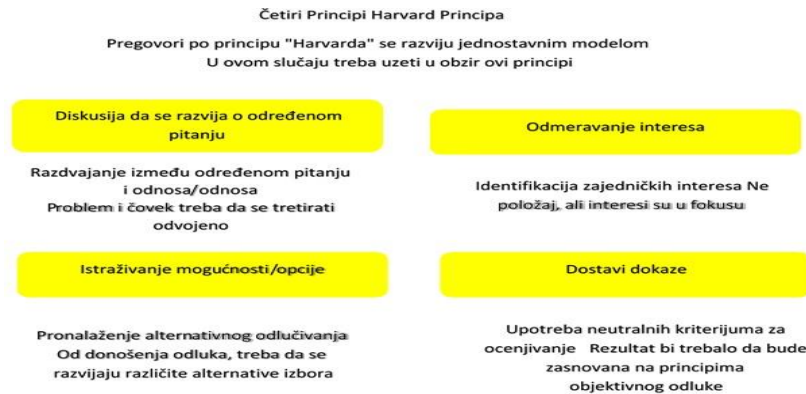 Četiri Principi Harvard Principa
Pregovori po principu "Harvarda" se razviju jednostavnim modelom
U ovom slučaju treba uzeti u obzir ovi principi
Diskusija da se razvija o određenom
pitanju
Razdvajanje između određenom pitanju
i odnosa/odnosa
Problem i čovek treba da se tretirati
odvojeno
Odmeravanje interesa
Identifikacija zajedničkih interesa Ne
položaj, ali interesi su u fokusu
Istraživanje mogućnosti/opcije
Pronalaženje alternativnog odlučivanja
Od donošenja odluka, treba da se
razvijaju različite alternative izbora
Dostavi dokaze
Upotreba neutralnih kriterijuma za
ocenjivanje Rezultat bi trebalo da bude
zasnovana na principima
objektivnog odluke